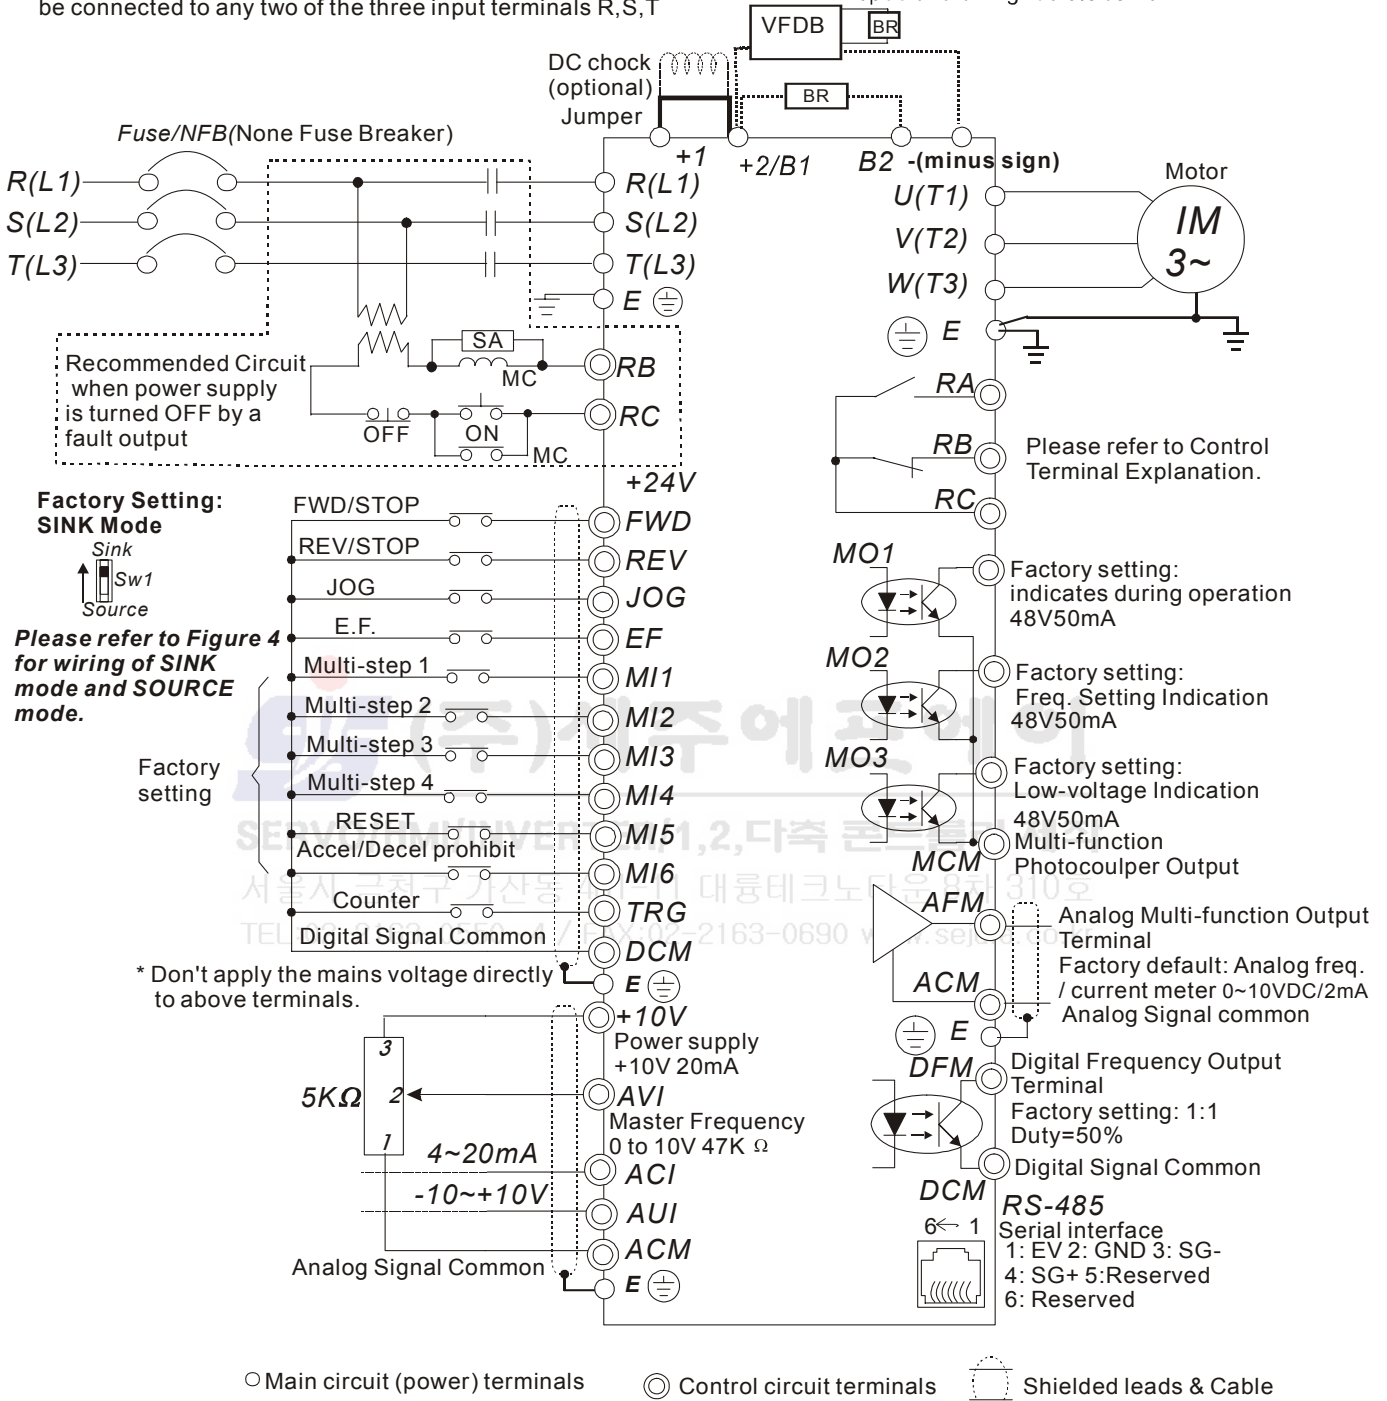 be connected to any two of the three input terminals R,S,T
VFDB
BR
DC chock
(optional)
Jumper
BR
Fuse/NFB(None Fuse Breaker)
+1
+2/B1
B2
-(minus sign)
Motor
R(L1)
R(L1)
U(T1)
IM
3~
S(L2)
S(L2)
V(T2)
T(L3)
T(L3)
W(T3)
E
E
Recommended Circuit
when power supply
is turned OFF by a
fault output
SA
MC
RB
OFF
ON
RC
MC
RA
RB
RC
Please refer to Control
Terminal Explanation.
+24V
Factory Setting:
SINK Mode
Sink
Sw1
Source
Please refer to Figure 4
for wiring of SINK
mode and SOURCE
mode.
FWD/STOP
FWD
REV/STOP
REV
JOG
JOG
E.F.
EF
Multi-step 1
MI1
Multi-step 2
MI2
Multi-step 3
MI3
Multi-step 4
MI4
RESET
MI5
Accel/Decel prohibit
MI6
Counter
TRG
Digital Signal Common
DCM
E
Factory
setting
* Don't apply the mains voltage directly
to above terminals.
MO1
Factory setting:
indicates during operation
48V50mA
MO2
Factory setting:
Freq. Setting Indication
48V50mA
MO3
Factory setting:
Low-voltage Indication
48V50mA
MCM
Multi-function
Photocoulper Output
AFM
Analog Multi-function Output
Terminal
Factory default: Analog freq.
/ current meter 0~10VDC/2mA
ACM
Analog Signal common
E
3
5KΩ
2
1
+10V
Power supply
+10V 20mA
AVI
Master Frequency
0 to 10V 47K Ω
4~20mA
ACI
-10~+10V
AUI
ACM
Analog Signal Common
E
DFM
Digital Frequency Output
Terminal
Factory setting: 1:1
Duty=50%
DCM
Digital Signal Common
RS-485
Serial interface
6← 1
1: EV 2: GND 3: SG-
4: SG+ 5:Reserved
6: Reserved
(주)세주에프에이
Main circuit (power) terminals
Control circuit terminals
Shielded leads & Cable